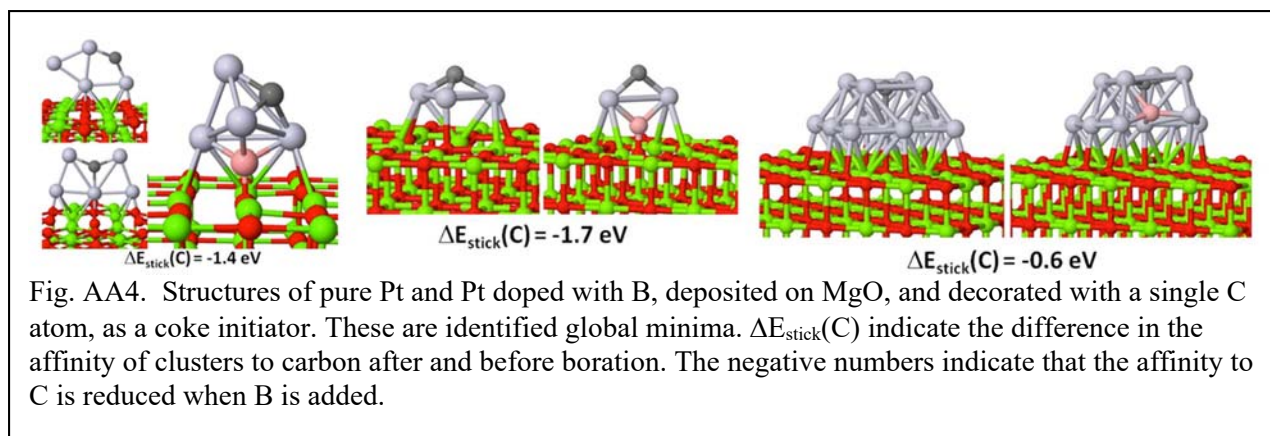 ΔEstick(C) = -1.4 eV
ΔEstick(C) = -1.7 eV
ΔEstick(C) = -0.6 eV
Fig. AA4.  Structures of pure Pt and Pt doped with B, deposited on MgO, and decorated with a single C
atom, as a coke initiator. These are identified global minima. ΔEstick(C) indicate the difference in the
affinity of clusters to carbon after and before boration. The negative numbers indicate that the affinity to
C is reduced when B is added.